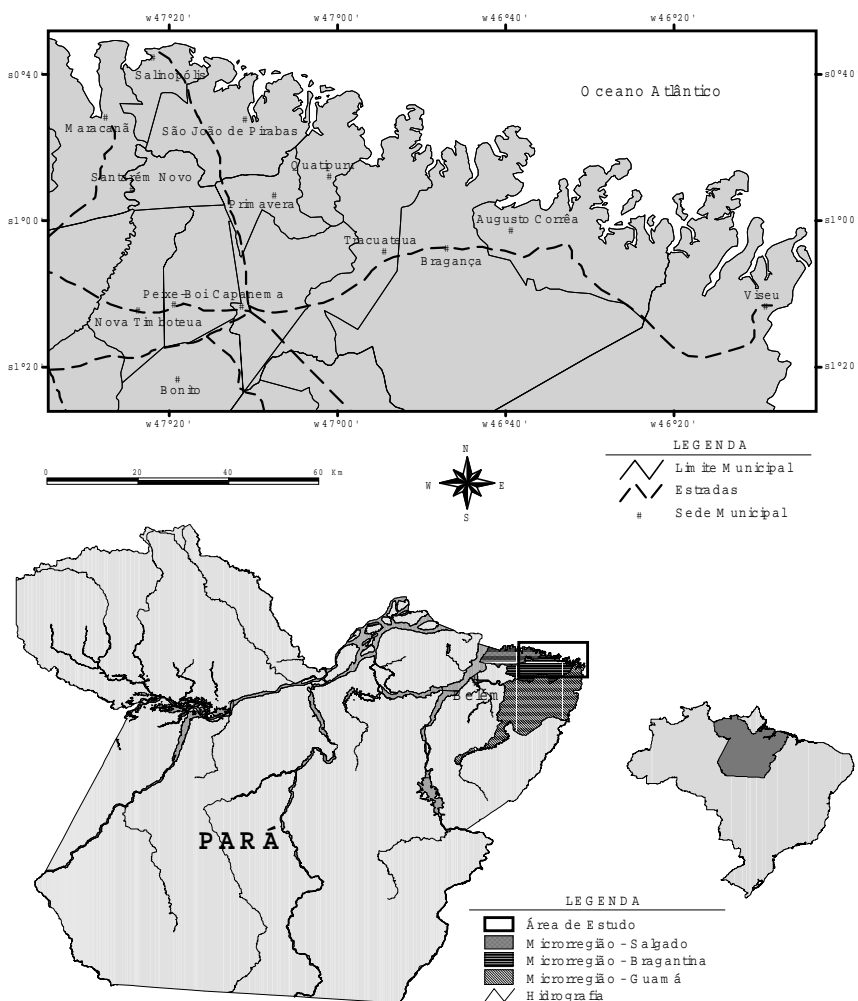 w47°20' w47°00' w46°40' w46°20'
s0°40' s0°40'
Salinopólis
Oceano Atlântico
Maracanã
São João de Pirabas
Quatipuru
Santarém Novo
Primavera
Augusto Corrêa
s1°00' s1°00'
Tracuateua
Bragança
Peixe-Boi Capanema
Viseu
Nova Timboteua
s1°20' s1°20'
Bonito
w47°20' w47°00' w46°40' w46°20'
LEGENDA
Limite Municipal
Estradas
# Sede Municipal
0 20 40 60 Km
N
W E
S
Belém
PARÁ
LEGENDA
Área de Estudo
Microrregião - Salgado
Microrregião - Bragantina
Microrregião - Guamá
Hidrografia